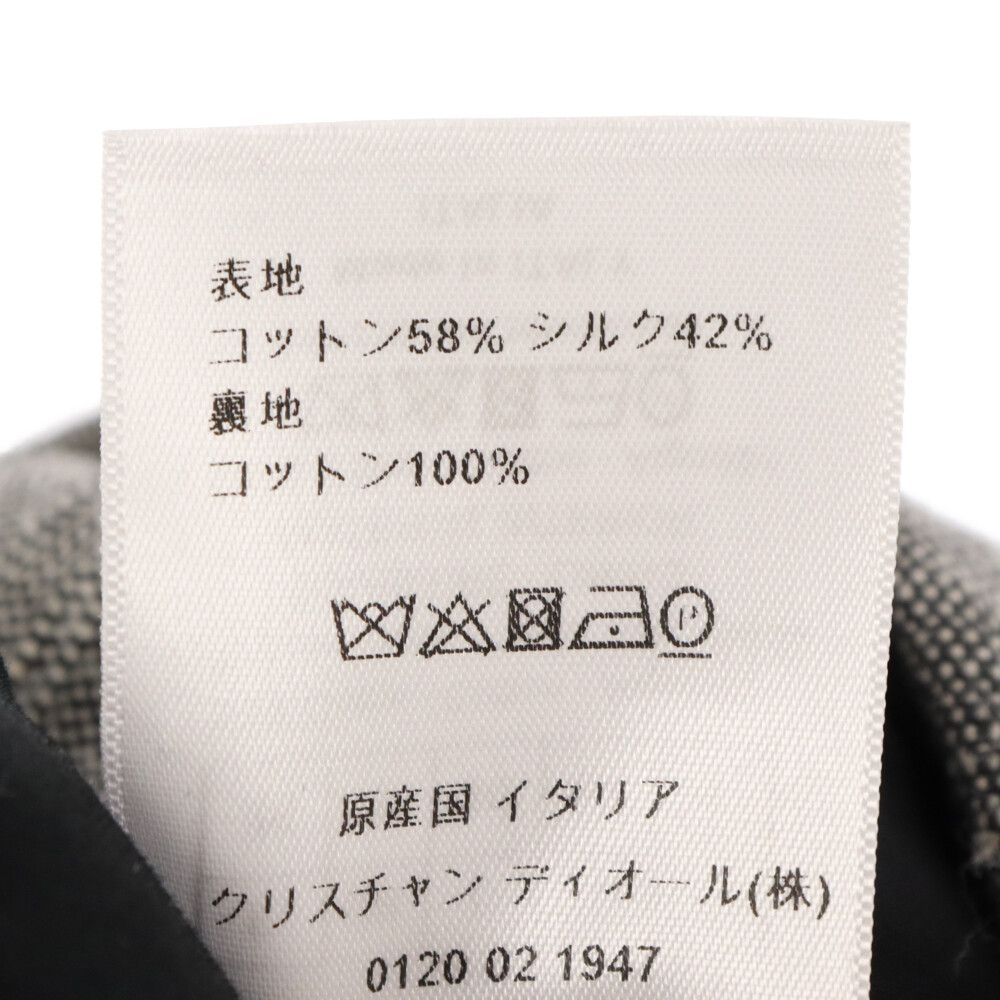 表地
コットン58% シルク42%
裏地
コットン100%
P
原産国 イタリア
クリスチャン ディオール(株)
0120 02 1947